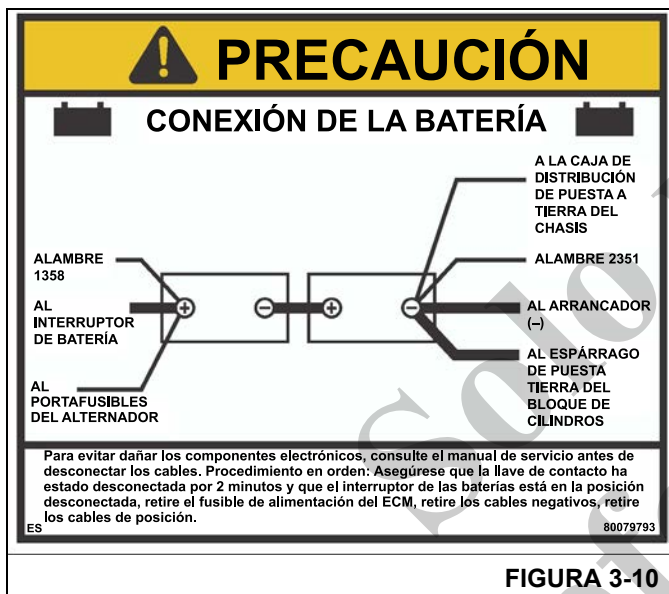 PRECAUCIÓN
CONEXIÓN DE LA BATERÍA
A LA CAJA DE
DISTRIBUCIÓN
DE PUESTA A
TIERRA DEL
CHASIS
ALAMBRE
1358
ALAMBRE 2351
AL
INTERRUPTOR
DE BATERÍA
AL ARRANCADOR
(–)
AL
PORTAFUSIBLES
DEL ALTERNADOR
AL ESPÁRRAGO
DE PUESTA
TIERRA DEL
BLOQUE DE
CILINDROS
+
−
+
−
Para evitar dañar los componentes electrónicos, consulte el manual de servicio antes de
desconectar los cables. Procedimiento en orden: Asegúrese que la llave de contacto ha
estado desconectada por 2 minutos y que el interruptor de las baterías está en la posición
desconectada, retire el fusible de alimentación del ECM, retire los cables negativos, retire
los cables de posición.
ES
80079793
FIGURA 3-10
Solo